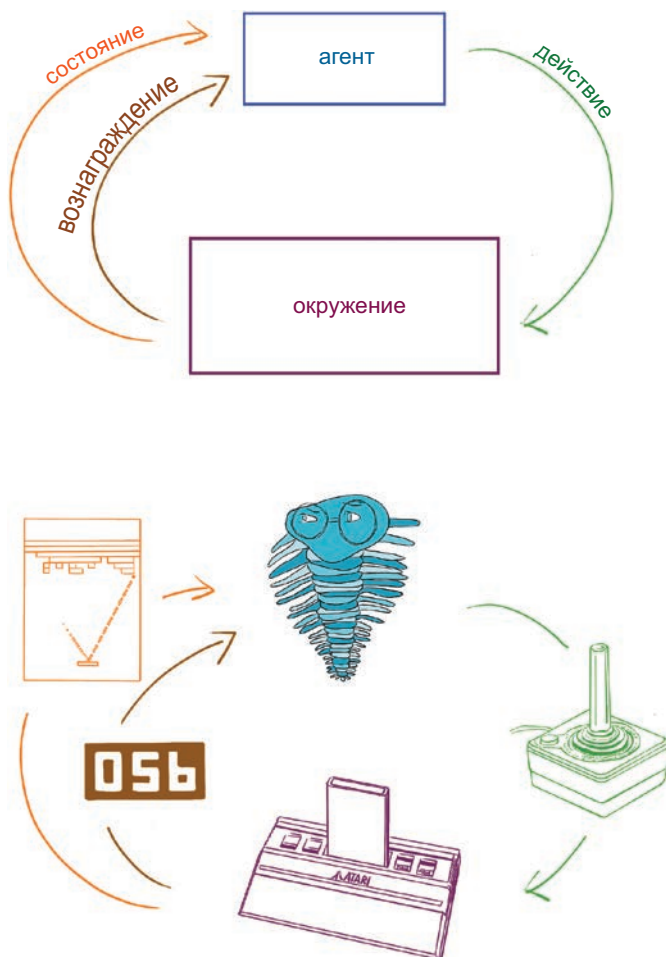 состояние
агент
действие
вознаграждение
окружение
056
ATARI